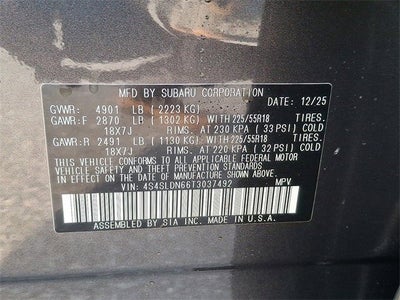 MFD BY SUBARU CORPORATION DATE: 12/25
GVWR: 4901 LB (2223 KG)
GAWR: F 2870 LB (1302 KG) WITH 225/55R18 TIRES.
18X7J RIMS. AT 230 KPA (33 PSI) COLD
GAWR: R 2491 LB (1130 KG) WITH 225/55R18 TIRES.
18X7J RIMS. AT 220 KPA (32 PSI) COLD
THIS VEHICLE CONFORMS TO ALL APPLICABLE FEDERAL MOTOR
VEHICLE SAFETY AND THEFT PREVENTION STANDARDS
IN EFFECT ON THE DATE OF MANUFACTURE SHOWN ABOVE.
VIN: 4S4SLDN66T3037492 MPV
ASSEMBLED BY SIA INC. IN U.S.A.